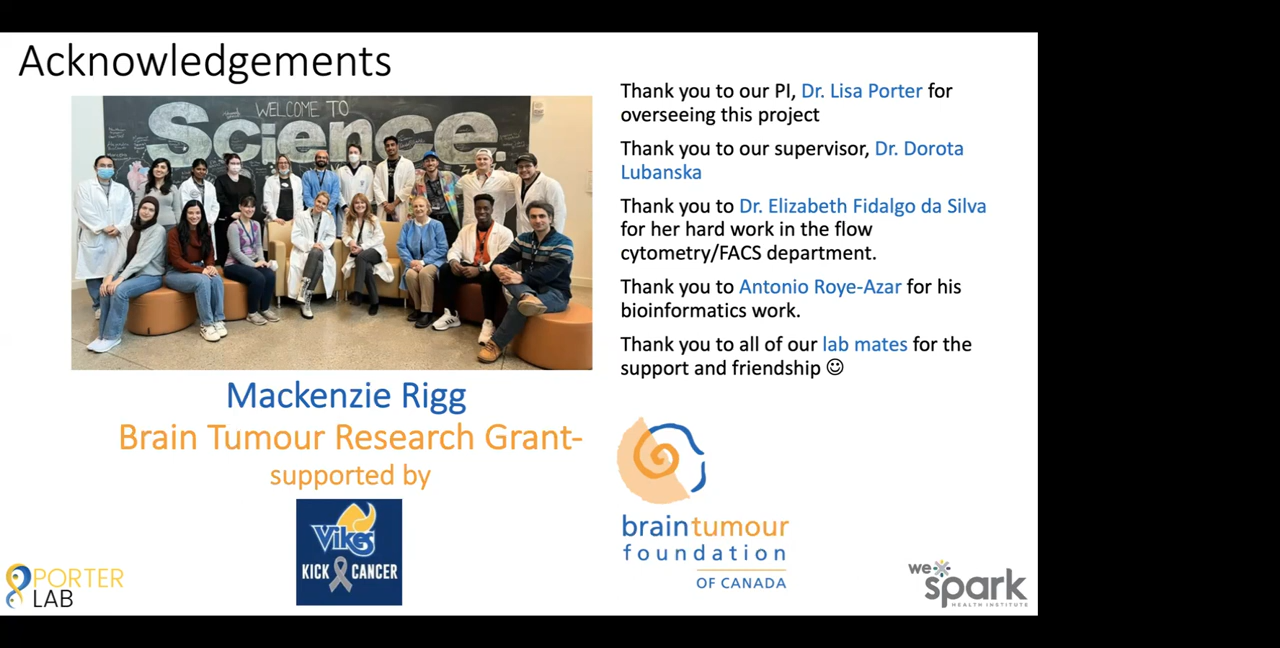 Acknowledgements
WELCOME TO
Science.
Thank you to our PI, Dr. Lisa Porter for
overseeing this project
Thank you to our supervisor, Dr. Dorota
Lubanska
Thank you to Dr. Elizabeth Fidalgo da Silva
for her hard work in the flow
cytometry/FACS department.
Thank you to Antonio Roye-Azar for his
bioinformatics work.
Thank you to all of our lab mates for the
support and friendship ☺
Mackenzie Rigg
Brain Tumour Research Grant-
supported by
Vikes
KICK CANCER
braintumour
foundation
OF CANADA
PORTER
LAB
we
spark
HEALTH INSTITUTE